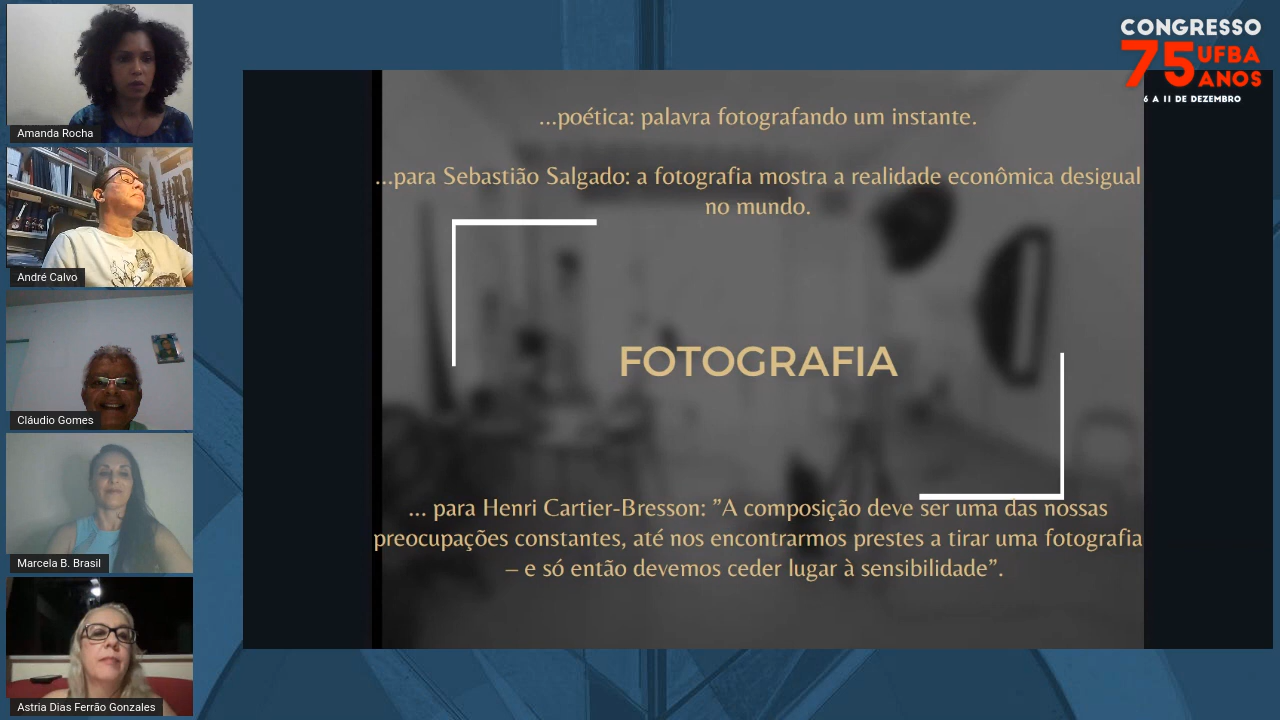 CONGRESSO
75 UFBA
ANOS
6 A 11 DE DEZEMBRO
...poética: palavra fotografando um instante.
...para Sebastião Salgado: a fotografia mostra a realidade econômica desigual
no mundo.
FOTOGRAFIA
... para Henri Cartier-Bresson: ”A composição deve ser uma das nossas
preocupações constantes, até nos encontrarmos prestes a tirar uma fotografia
– e só então devemos ceder lugar à sensibilidade”.
Amanda Rocha
André Calvo
Cláudio Gomes
Marcela B. Brasil
Astria Dias Ferrão Gonzales